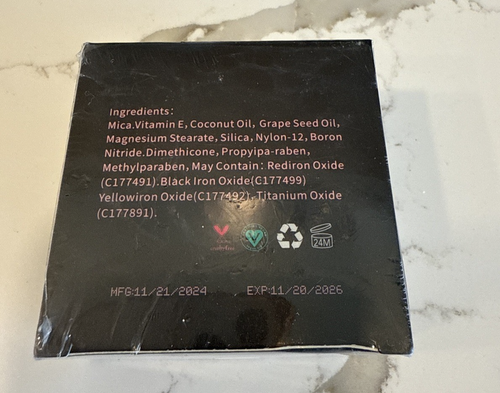 Ingredients:
Mica.Vitamin E, Coconut Oil, Grape Seed Oil,
Magnesium Stearate, Silica, Nylon-12, Boron
Nitride.Dimethicone, Propyipa-raben,
Methylparaben, May Contain: Rediron Oxide
(C177491).Black Iron Oxide(C177499)
Yellowiron Oxide(C177492). Titanium Oxide
(C177891).
24M
MFG:11/21/2024 EXP:11/20/2026